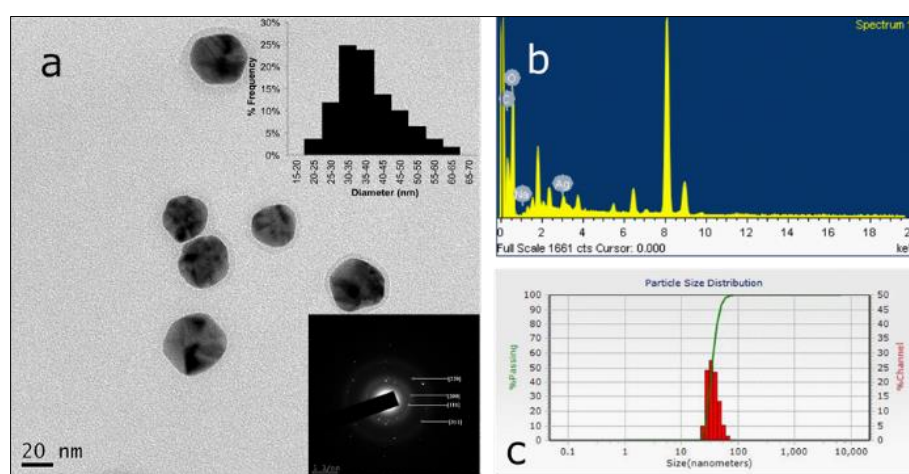 a
30%
25%
20%
15%
10%
5%
0%
% Frequency
15-20
20-25
25-30
30-35
35-40
40-45
45-50
50-55
55-60
60-65
65-70
Diameter (nm)
20 nm
b
Spectrum
O
Ag
0 2 4 6 8 10 12 14 16 18 2
Full Scale 1661 cts Cursor: 0.000
ke
Particle Size Distribution
100
90
80
70
60
50
40
30
20
10
0
%Passing
50
45
40
35
30
25
20
15
10
5
0
%Channel
0.1 1 10 100 1,000 10,000
Size(nanometers)
c